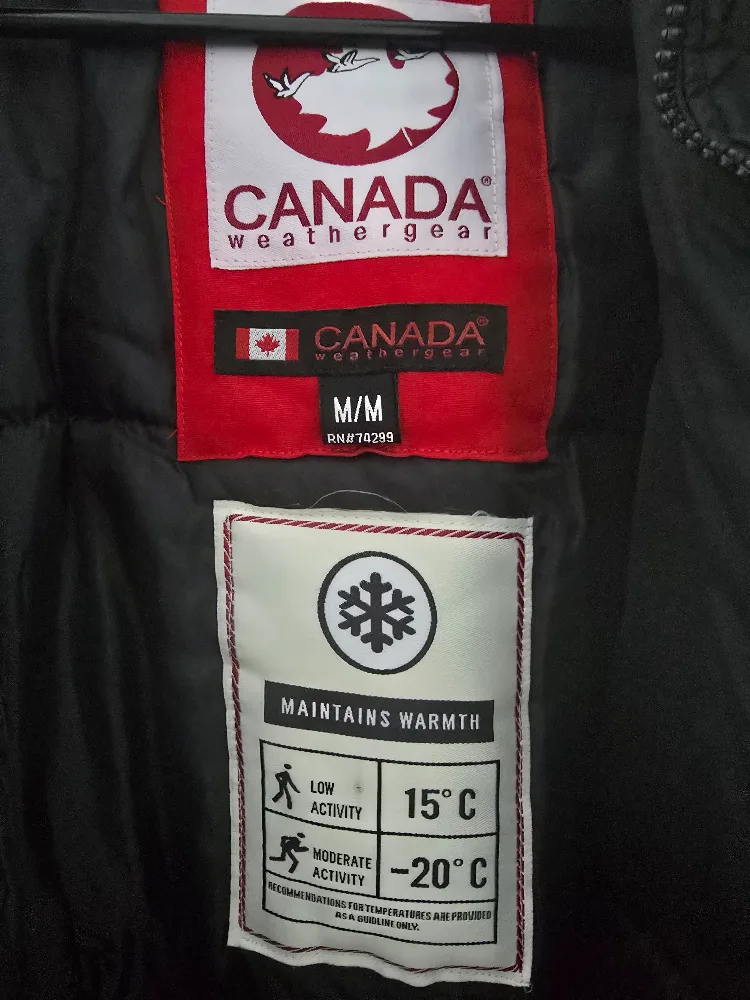 CANADA®
weathergear
CANADA®
weathergear
M/M
RN#74299
MAINTAINS WARMTH
LOW
ACTIVITY
15°C
MODERATE
ACTIVITY
-20°C
RECOMMENDATIONS FOR TEMPERATURES ARE PROVIDED
AS A GUIDLINE ONLY.